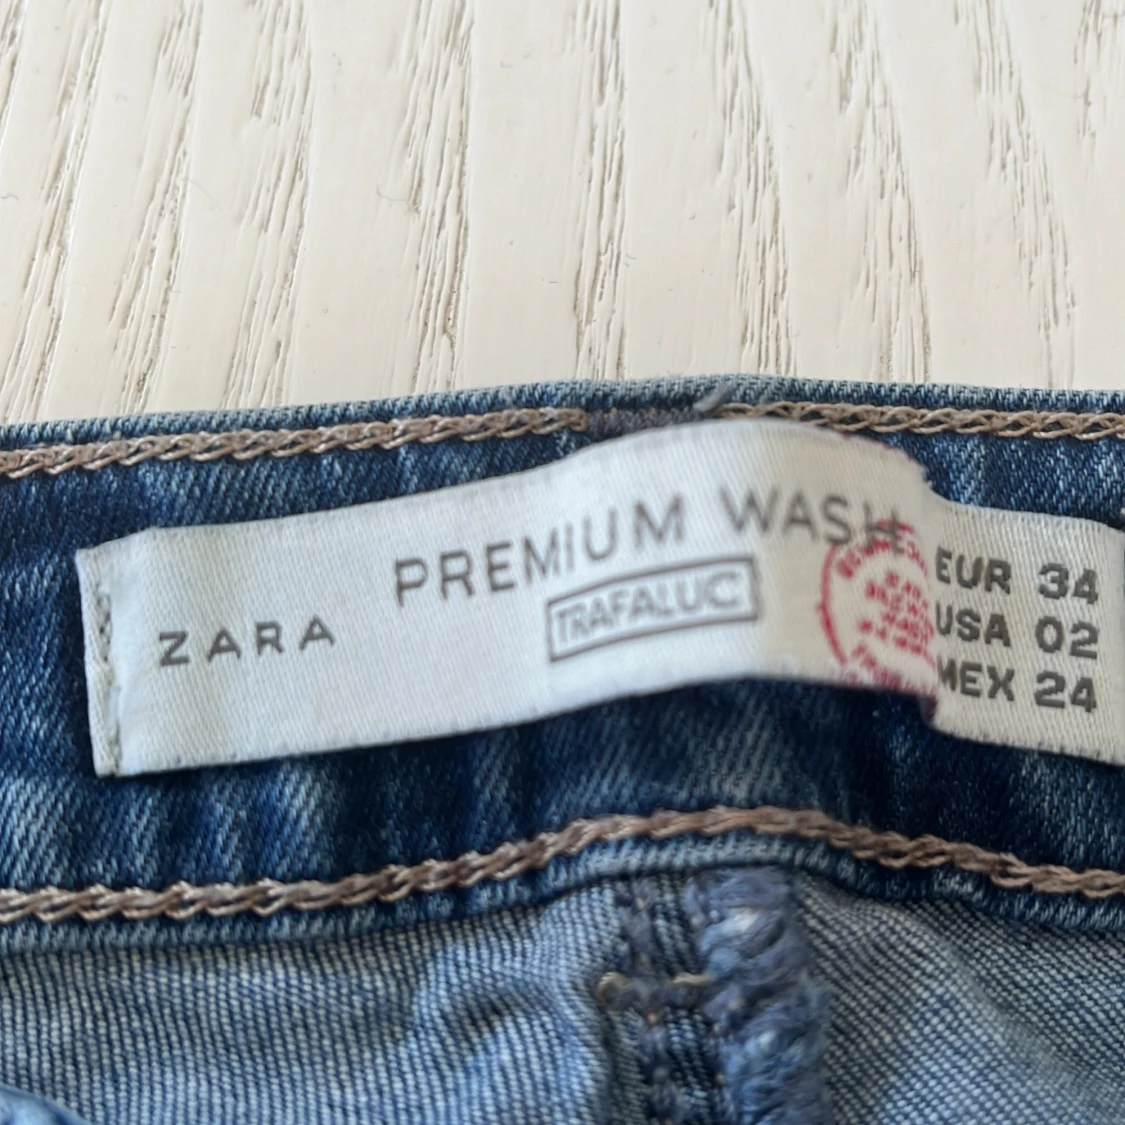 ZARA
PREMIUM WASH
TRAFALUC
EUR 34
USA 02
MEX 24